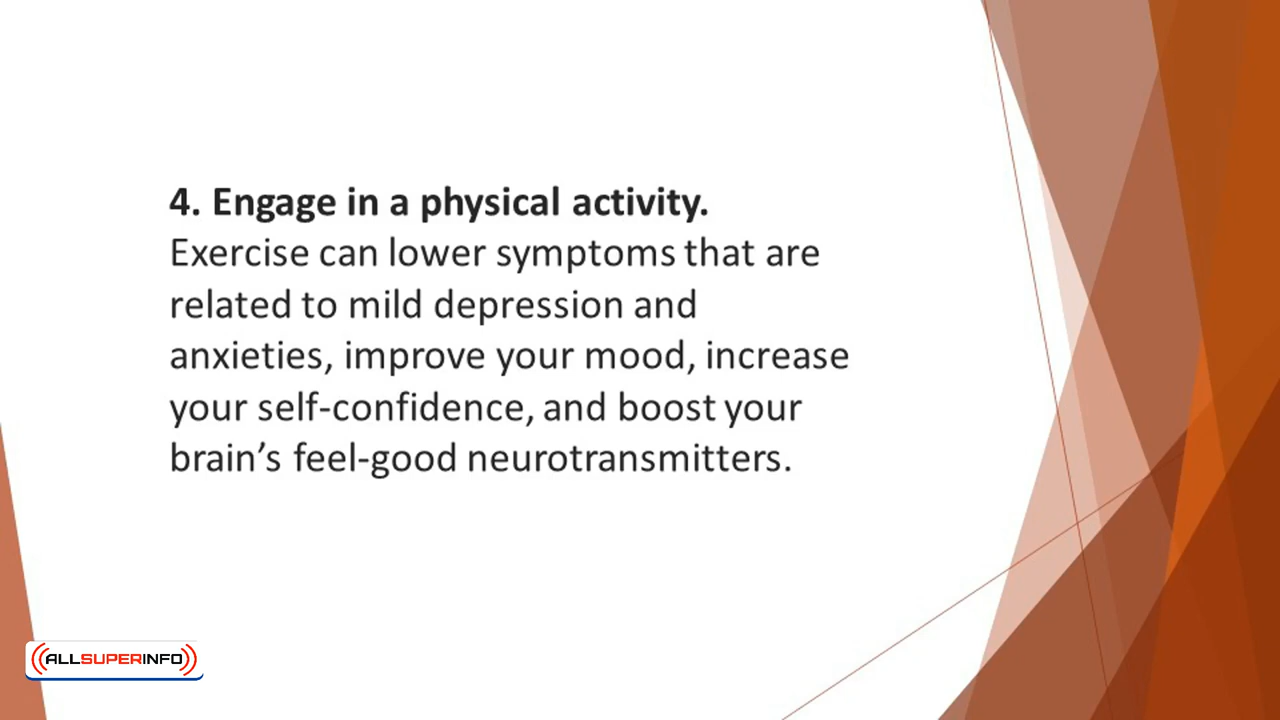 4. Engage in a physical activity.
Exercise can lower symptoms that are
related to mild depression and
anxieties, improve your mood, increase
your self-confidence, and boost your
brain’s feel-good neurotransmitters.
ALLSUPERINFO